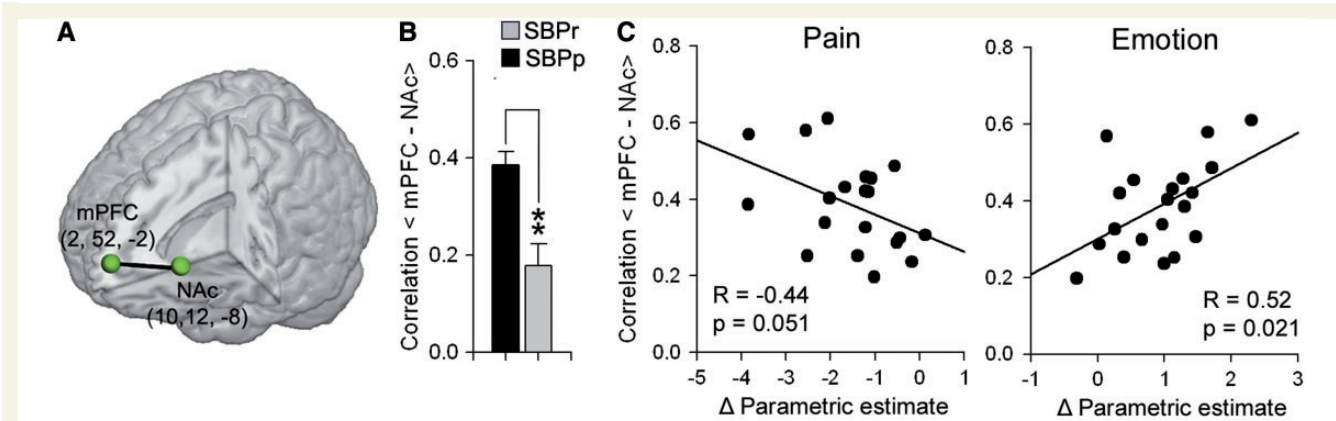 A
mPFC
(2, 52, -2)
NAc
(10,12, -8)
B
SBPr
SBPp
Correlation < mPFC - NAc>
0.6
0.4
0.2
0.0
**
C
Pain
Correlation < mPFC - NAc>
0.8
0.6
0.4
0.2
0.0
R = -0.44
p = 0.051
-5 -4 -3 -2 -1 0 1
Δ Parametric estimate
Emotion
0.8
0.6
0.4
0.2
0.0
R = 0.52
p = 0.021
-1 0 1 2 3
Δ Parametric estimate